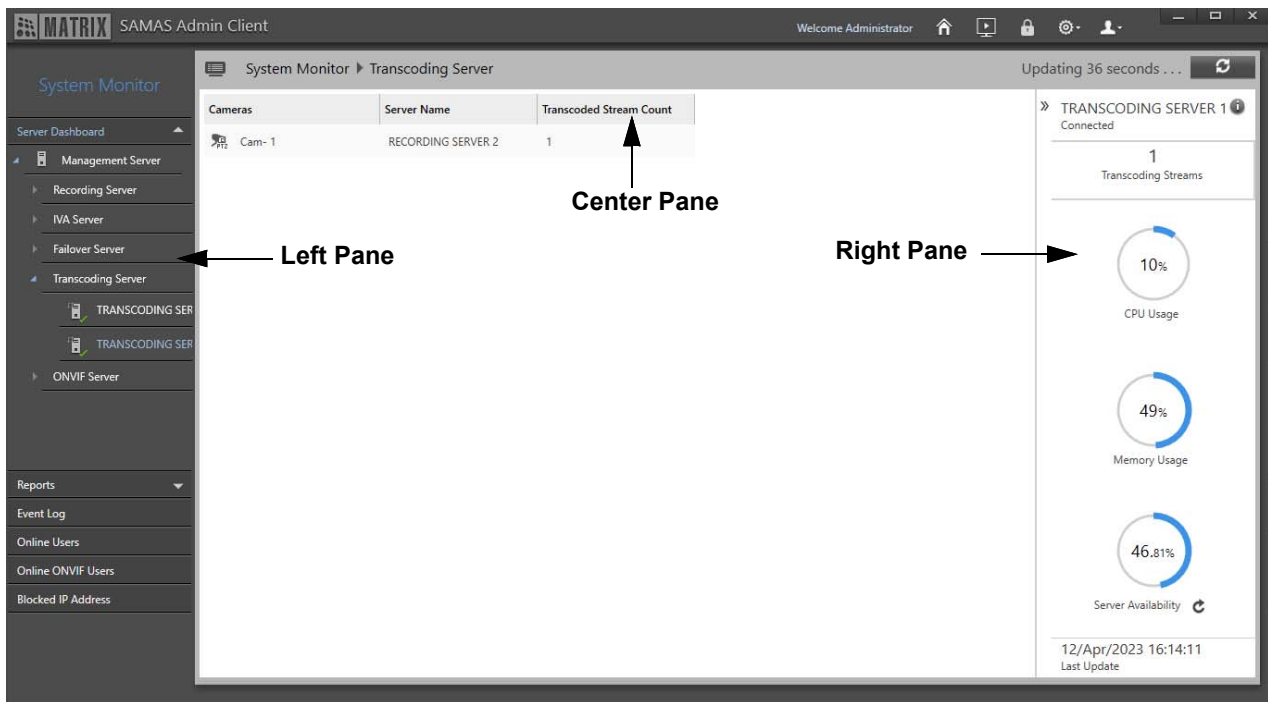 MATRIX SAMAS Admin Client
Welcome Administrator
System Monitor
Server Dashboard
Management Server
Recording Server
IVA Server
Failover Server
Transcoding Server
TRANSCODING SER
TRANSCODING SER
ONVIF Server
Reports
Event Log
Online Users
Online ONVIF Users
Blocked IP Address
System Monitor Transcoding Server
Updating 36 seconds . . .
Cameras Server Name Transcoded Stream Count
PTZ Cam- 1 RECORDING SERVER 2 1
Center Pane
Left Pane
Right Pane
TRANSCODING SERVER 1
Connected
1
Transcoding Streams
10%
CPU Usage
49%
Memory Usage
46.81%
Server Availability
12/Apr/2023 16:14:11
Last Update